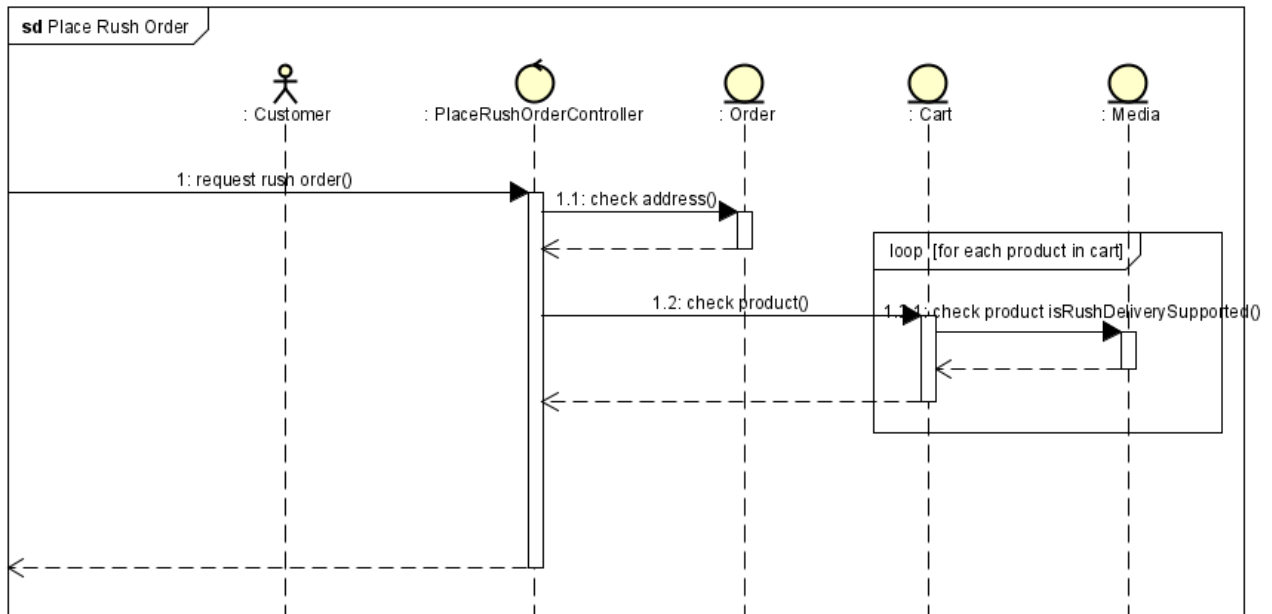 sd Place Rush Order
: Customer
: PlaceRushOrderController
: Order
: Cart
: Media
1: request rush order()
1.1: check address()
loop [for each product in cart]
1.2: check product()
1.2.1: check product isRushDeliverySupported()